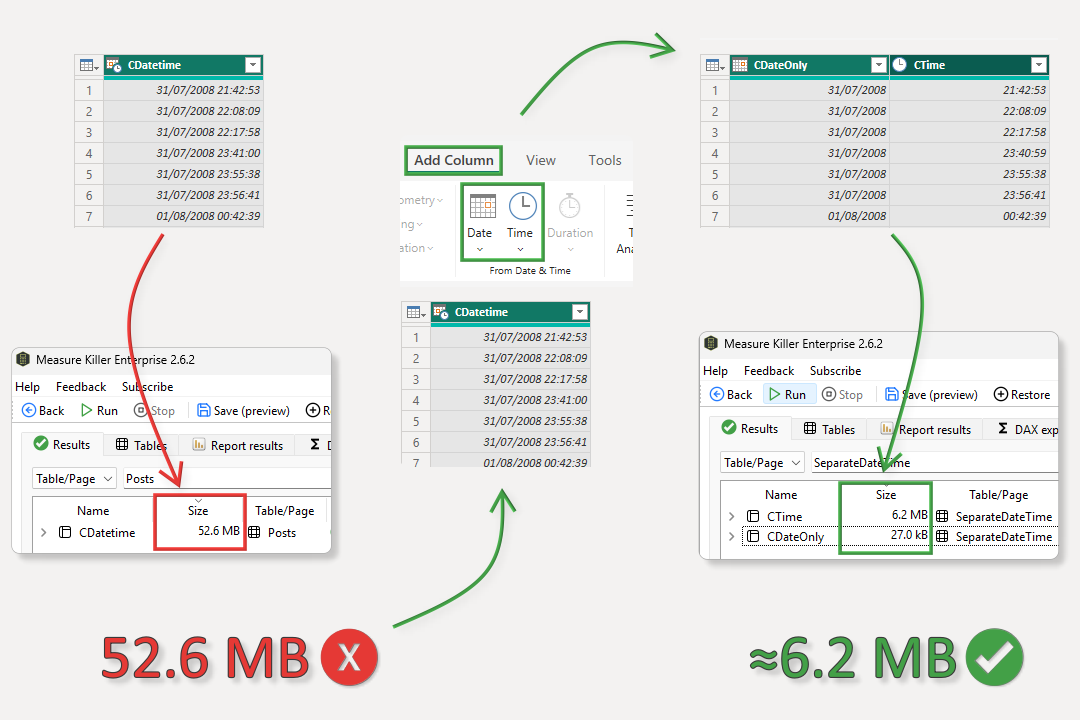 CDatetime
1 31/07/2008 21:42:53
2 31/07/2008 22:08:09
3 31/07/2008 22:17:58
4 31/07/2008 23:41:00
5 31/07/2008 23:55:38
6 31/07/2008 23:56:41
7 01/08/2008 00:42:39
Measure Killer Enterprise 2.6.2
Help Feedback Subscribe
Back Run Stop Save (preview) R
Results Tables Report results Σ D
Table/Page Posts
Name Size Table/Page
CDatetime 52.6 MB Posts
52.6 MB X
Add Column View Tools
ometry
ng
ation
Date Time Duration
T
Ana
From Date & Time
CDatetime
1 31/07/2008 21:42:53
2 31/07/2008 22:08:09
3 31/07/2008 22:17:58
4 31/07/2008 23:41:00
5 31/07/2008 23:55:38
6 31/07/2008 23:56:41
7 01/08/2008 00:42:39
CDateOnly CTime
1 31/07/2008 21:42:53
2 31/07/2008 22:08:09
3 31/07/2008 22:17:58
4 31/07/2008 23:40:59
5 31/07/2008 23:55:38
6 31/07/2008 23:56:41
7 01/08/2008 00:42:39
Measure Killer Enterprise 2.6.2
Help Feedback Subscribe
Back Run Stop Save (preview) Restore
Results Tables Report results Σ DAX exp
Table/Page SeparateDateTime
Name Size Table/Page
CTime 6.2 MB SeparateDateTime
CDateOnly 27.0 kB SeparateDateTime
≈6.2 MB